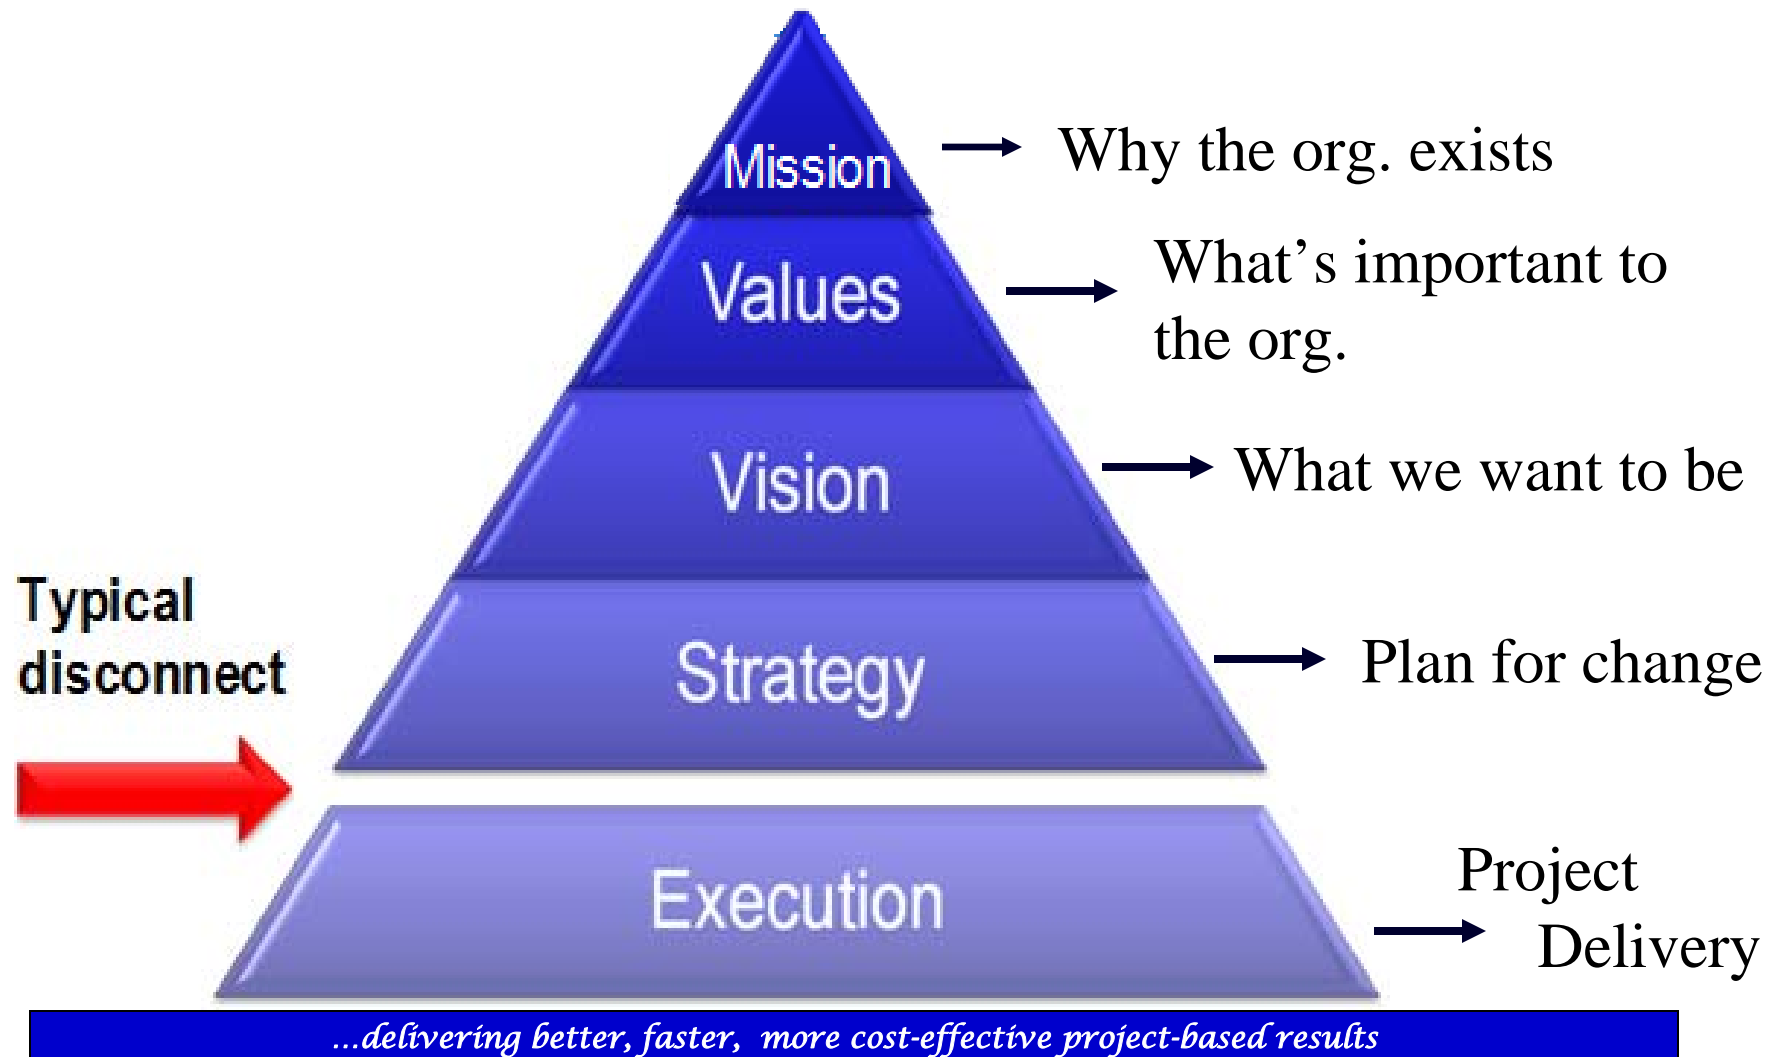 Mission
Why the org. exists
Values
What’s important to
the org.
Vision
What we want to be
Typical
disconnect
Strategy
Plan for change
Execution
Project
Delivery
...delivering better, faster, more cost-effective project-based results